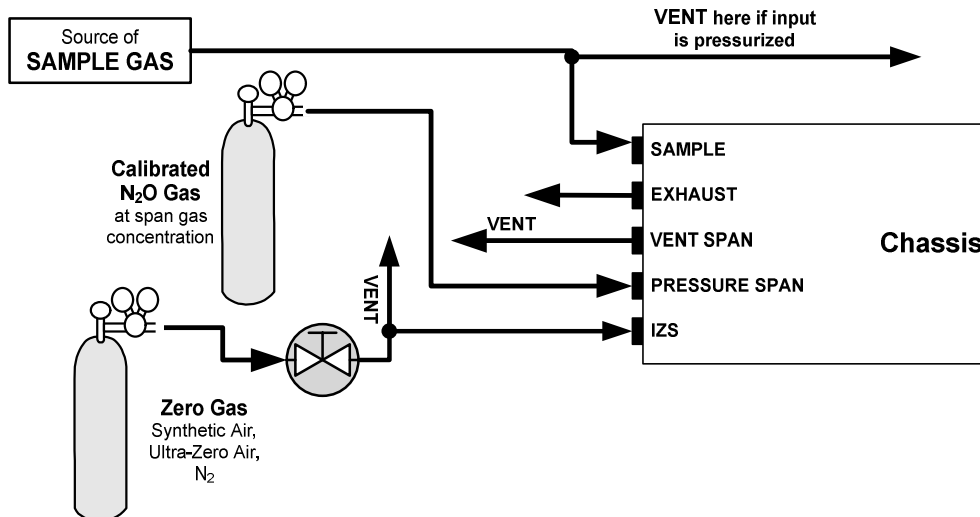 Source of
SAMPLE GAS
VENT here if input
is pressurized
Calibrated
N₂O Gas
at span gas
concentration
SAMPLE
EXHAUST
VENT
VENT SPAN
Chassis
PRESSURE SPAN
VENT
IZS
Zero Gas
Synthetic Air,
Ultra-Zero Air,
N₂